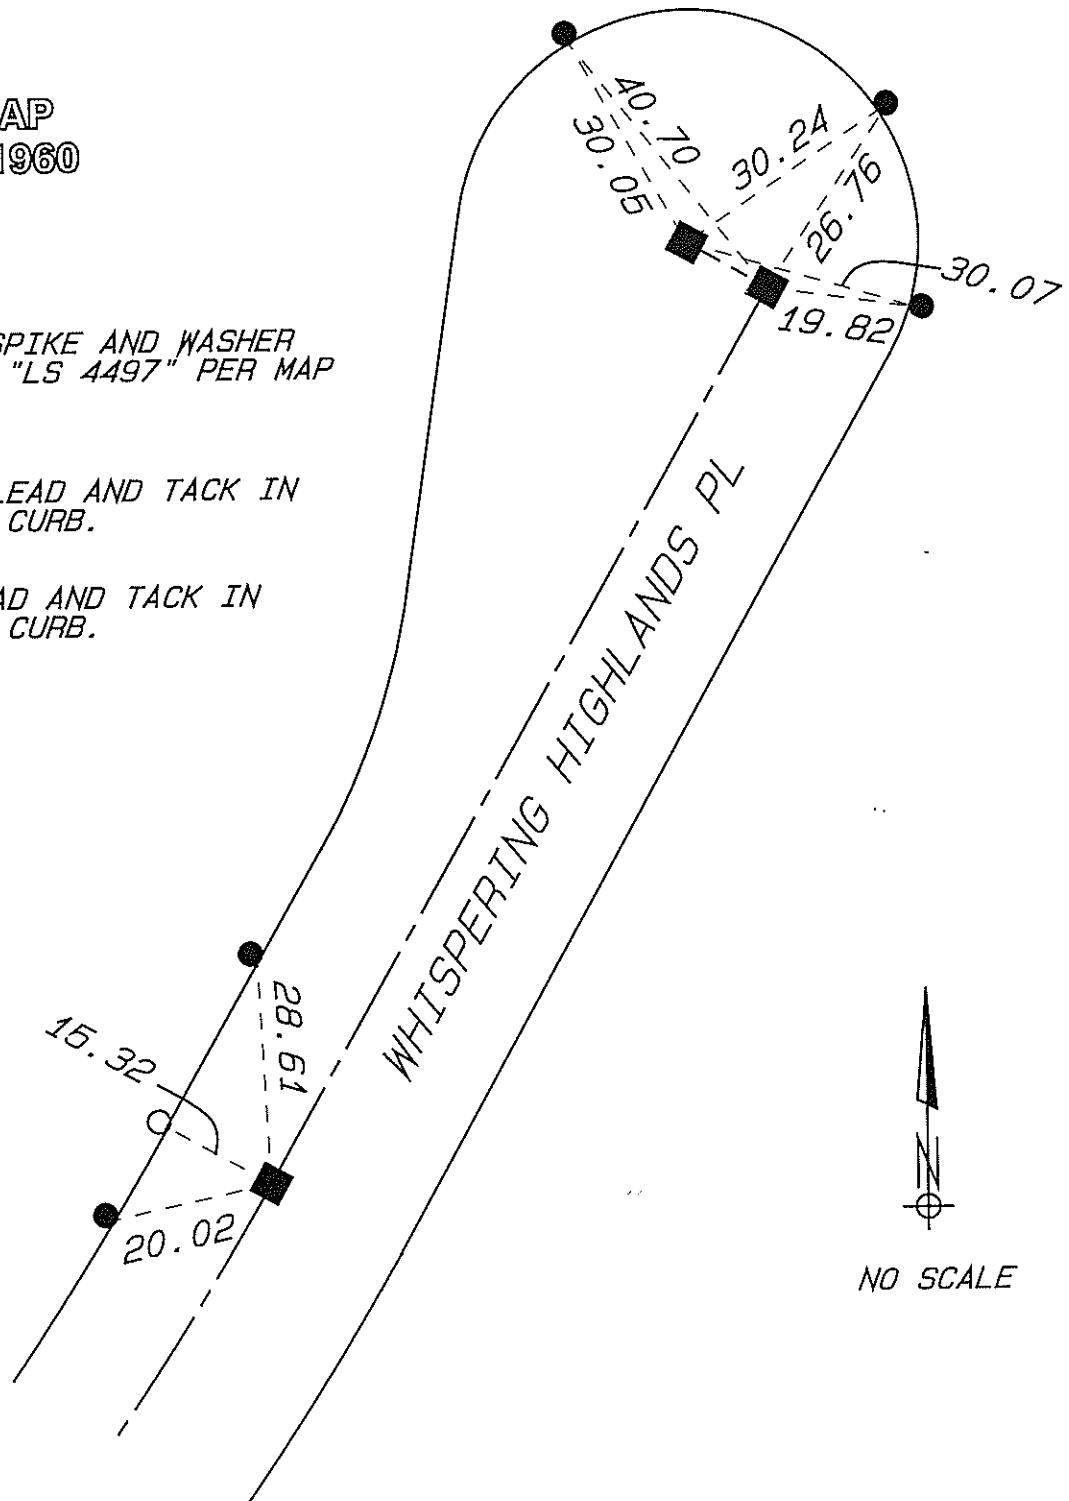 AP
1960
SPIKE AND WASHER
"LS 4497" PER MAP
LEAD AND TACK IN
CURB.
AD AND TACK IN
CURB.
40.70
30.05
30.24
26.76
30.07
19.82
WHISPERING HIGHLANDS PL
28.61
15.32
20.02
N
NO SCALE